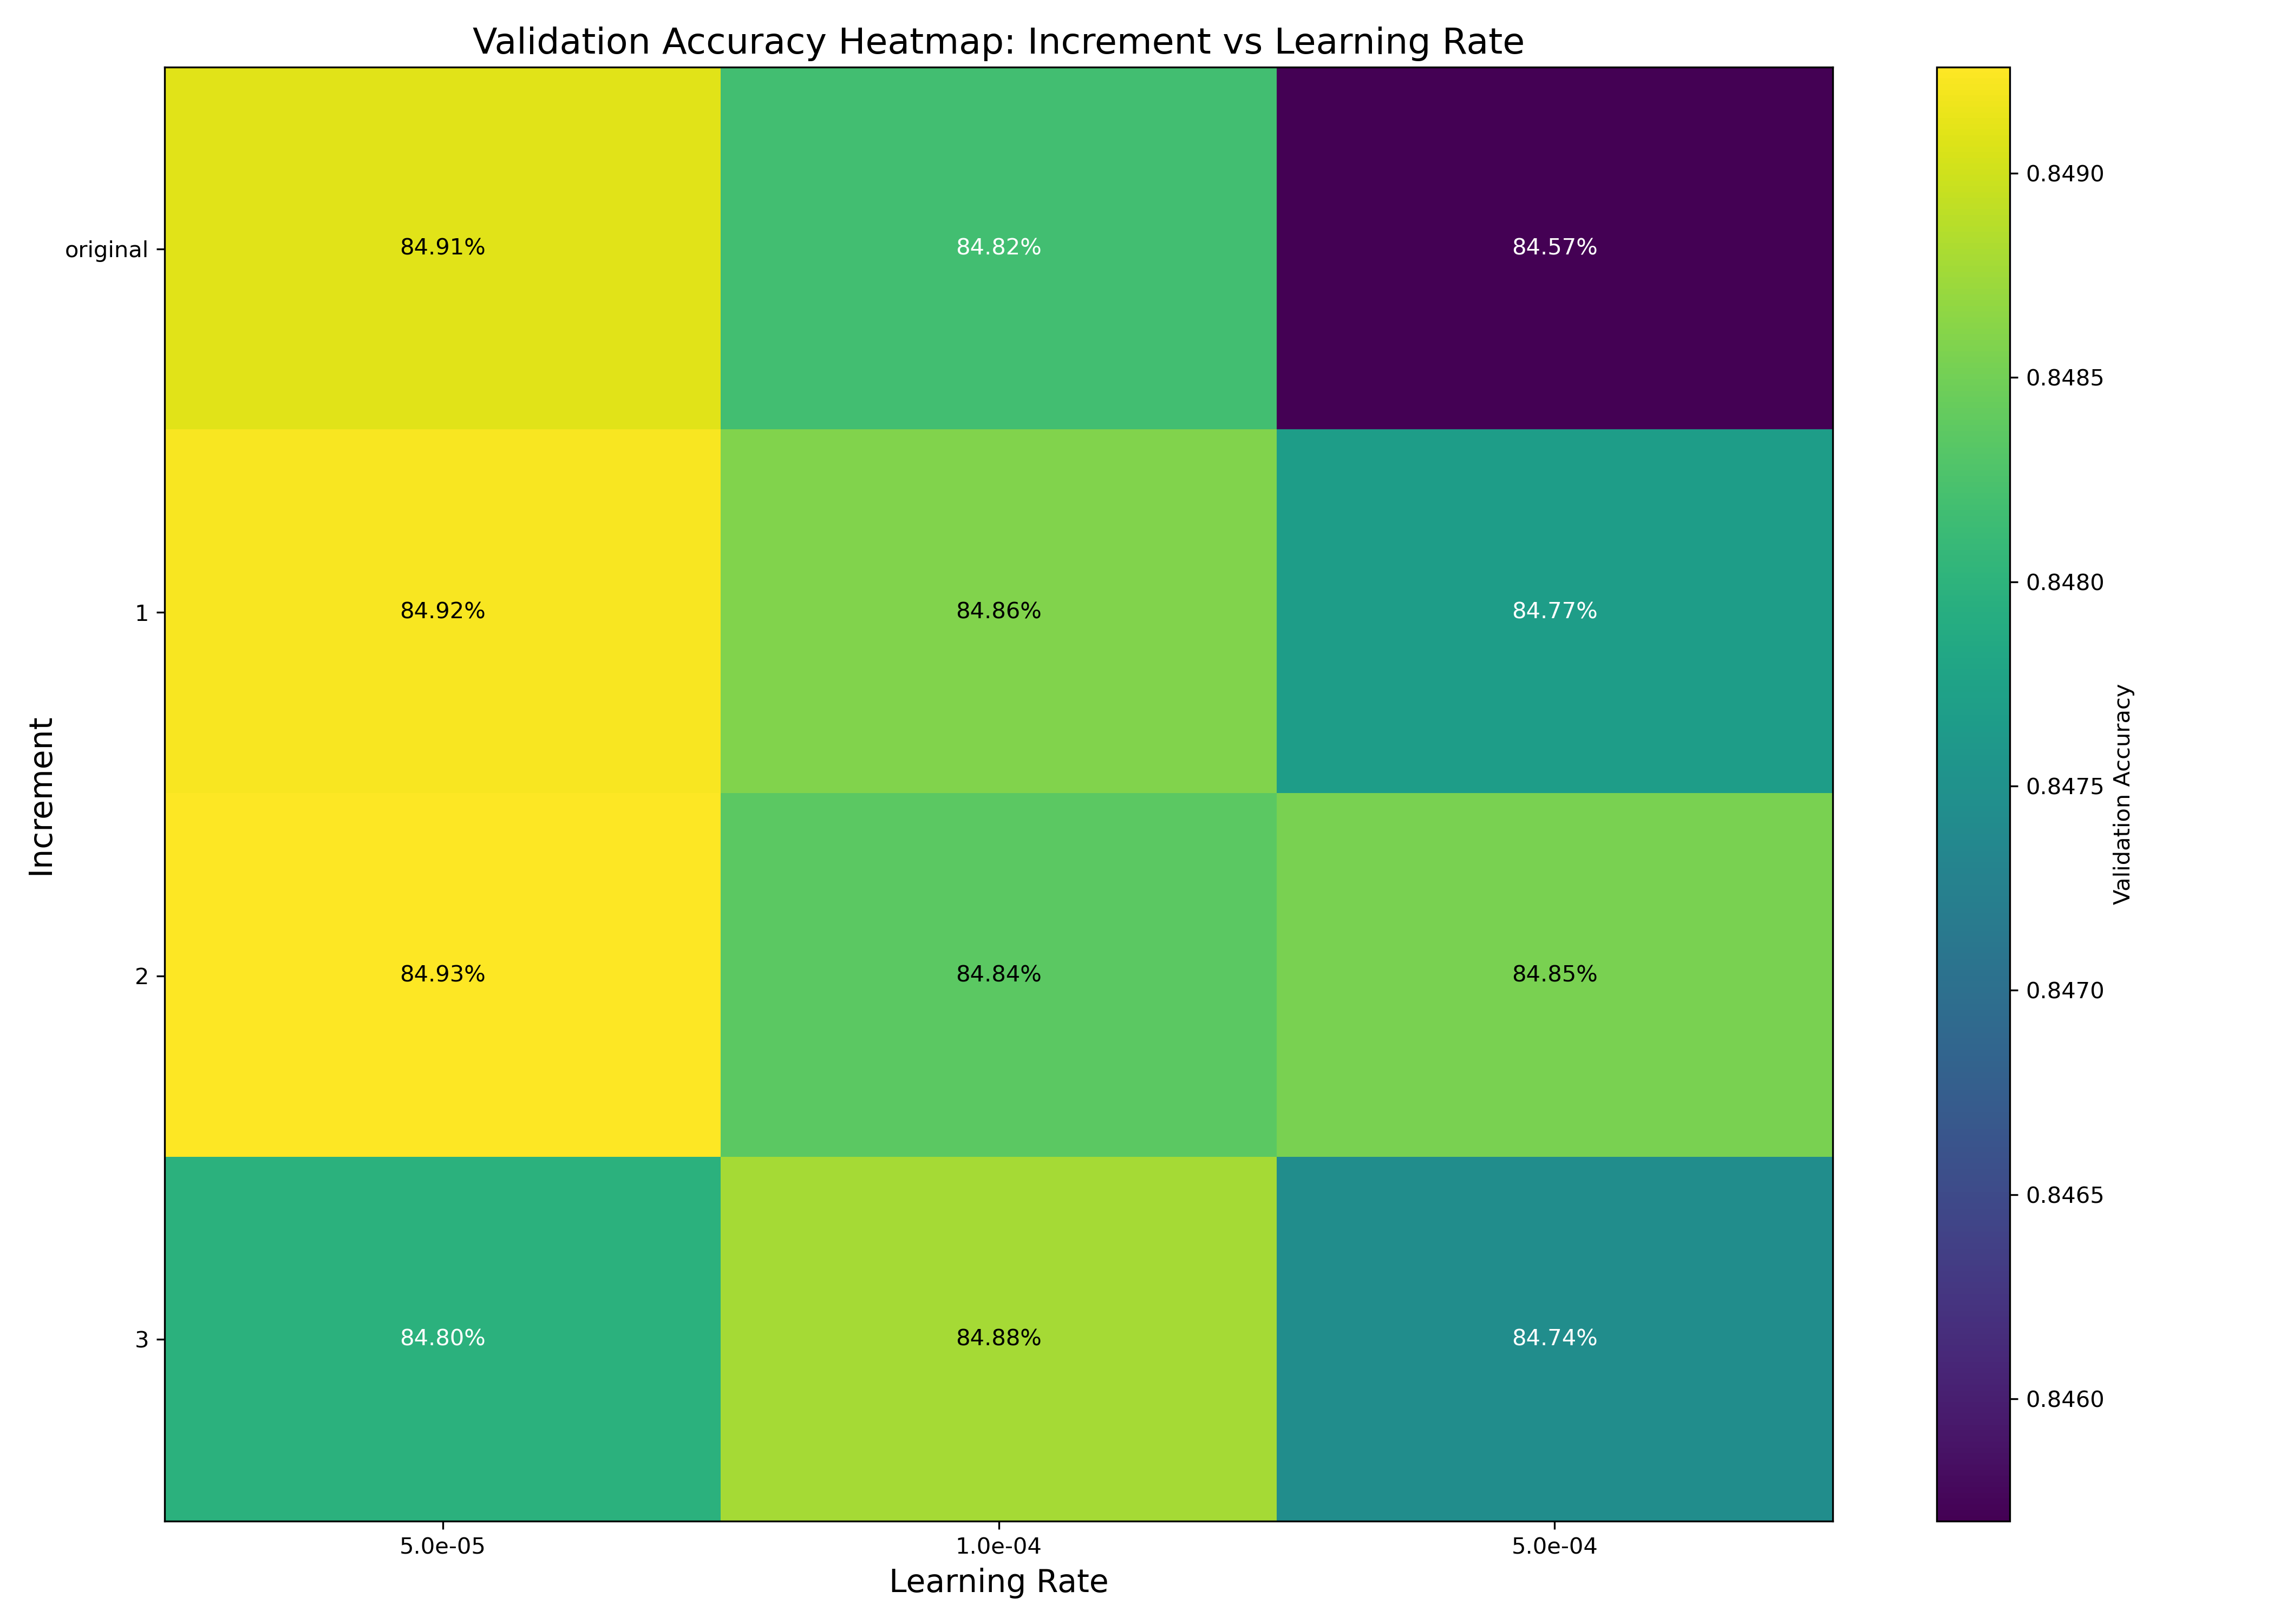 Validation Accuracy Heatmap: Increment vs Learning Rate
Increment
original
84.91%
84.82%
84.57%
1
84.92%
84.86%
84.77%
2
84.93%
84.84%
84.85%
3
84.80%
84.88%
84.74%
5.0e-05
1.0e-04
5.0e-04
Learning Rate
0.8490
0.8485
0.8480
0.8475
0.8470
0.8465
0.8460
Validation Accuracy